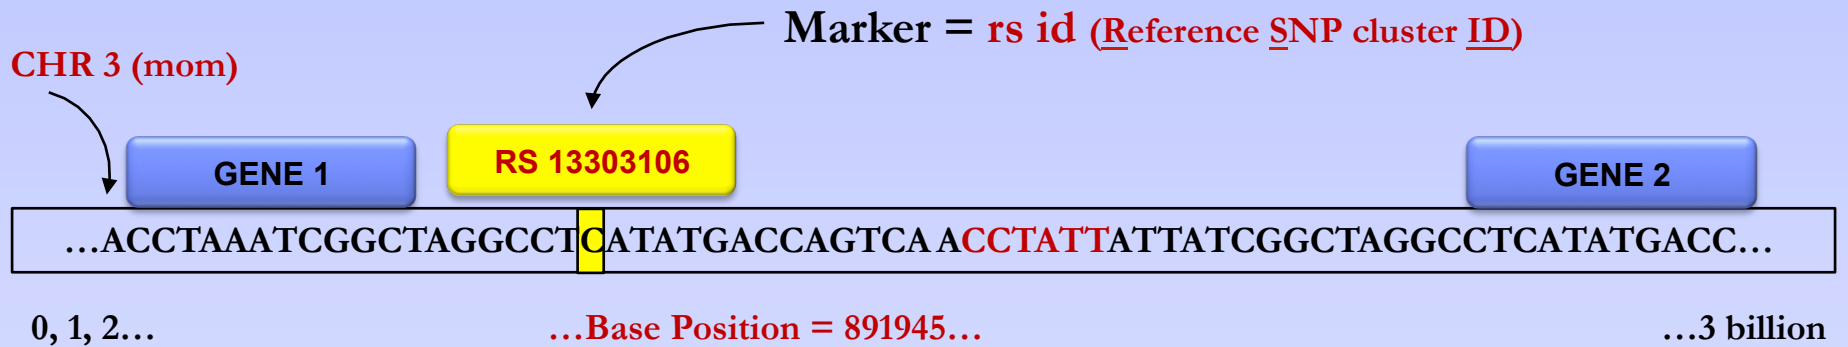 Marker = rs id (Reference SNP cluster ID)
CHR 3 (mom)
GENE 1
RS 13303106
GENE 2
…ACCTAAATCGGCTAGGCCTCATATGACCAGTCA ACCTATTATTATCGGCTAGGCCTCATATGACC…
0, 1, 2…
…Base Position = 891945…
…3 billion